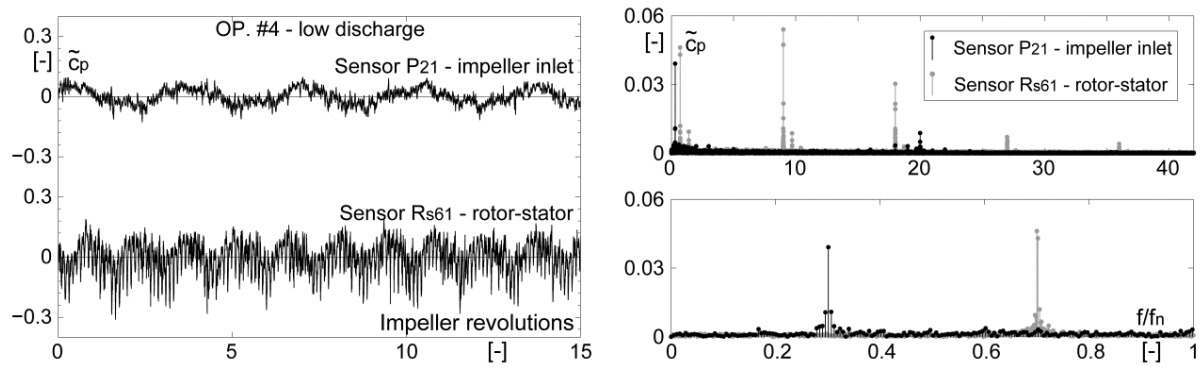 OP. #4 - low discharge
0.3
[-]
c̃p
Sensor P21 - impeller inlet
0
−0.3
0.3
Sensor Rs61 - rotor-stator
0
−0.3
Impeller revolutions
0 5 10 [-] 15
0.06
[-]
c̃p
Sensor P21 - impeller inlet
Sensor Rs61 - rotor-stator
0.03
0
0 10 20 30 40
0.06
0.03
f/fn
0
0 0.2 0.4 0.6 0.8 [-] 1